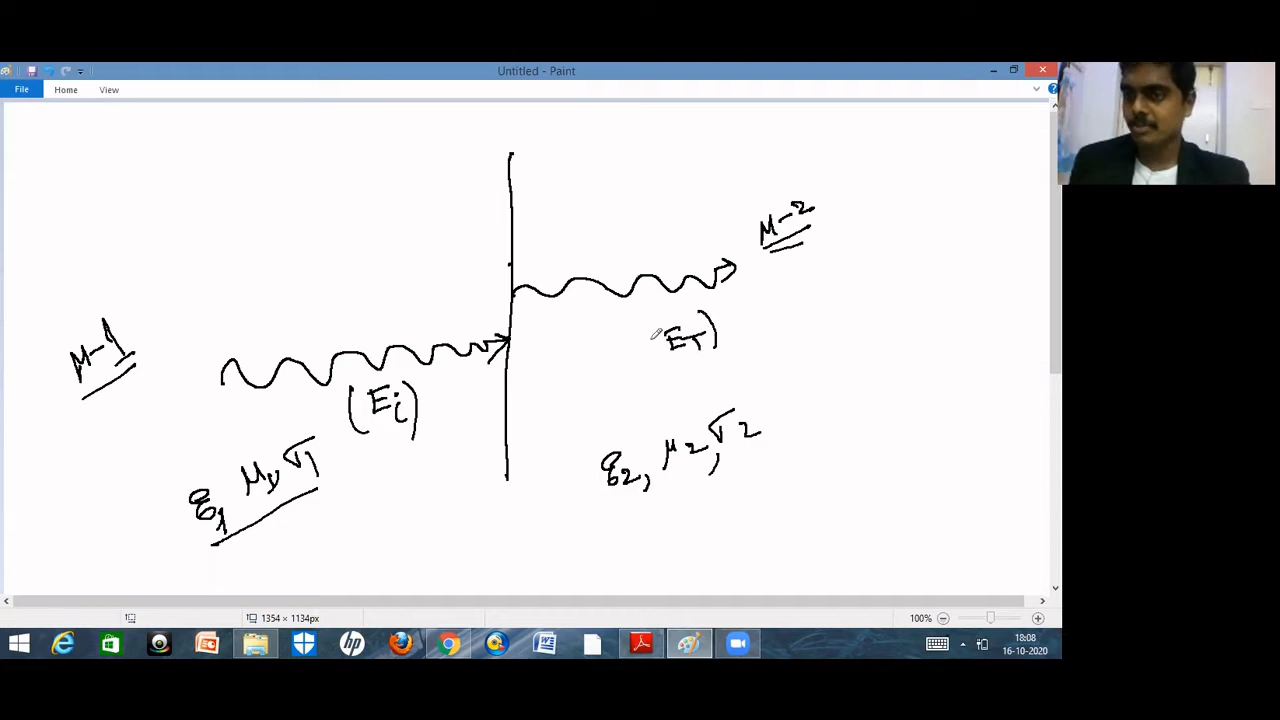 Untitled - Paint
File Home View
M-2
M-1
(Ei)
ET)
ε1 μ1, σ1
ε2, μ2, σ2
1354 × 1134px
100%
18:08
16-10-2020